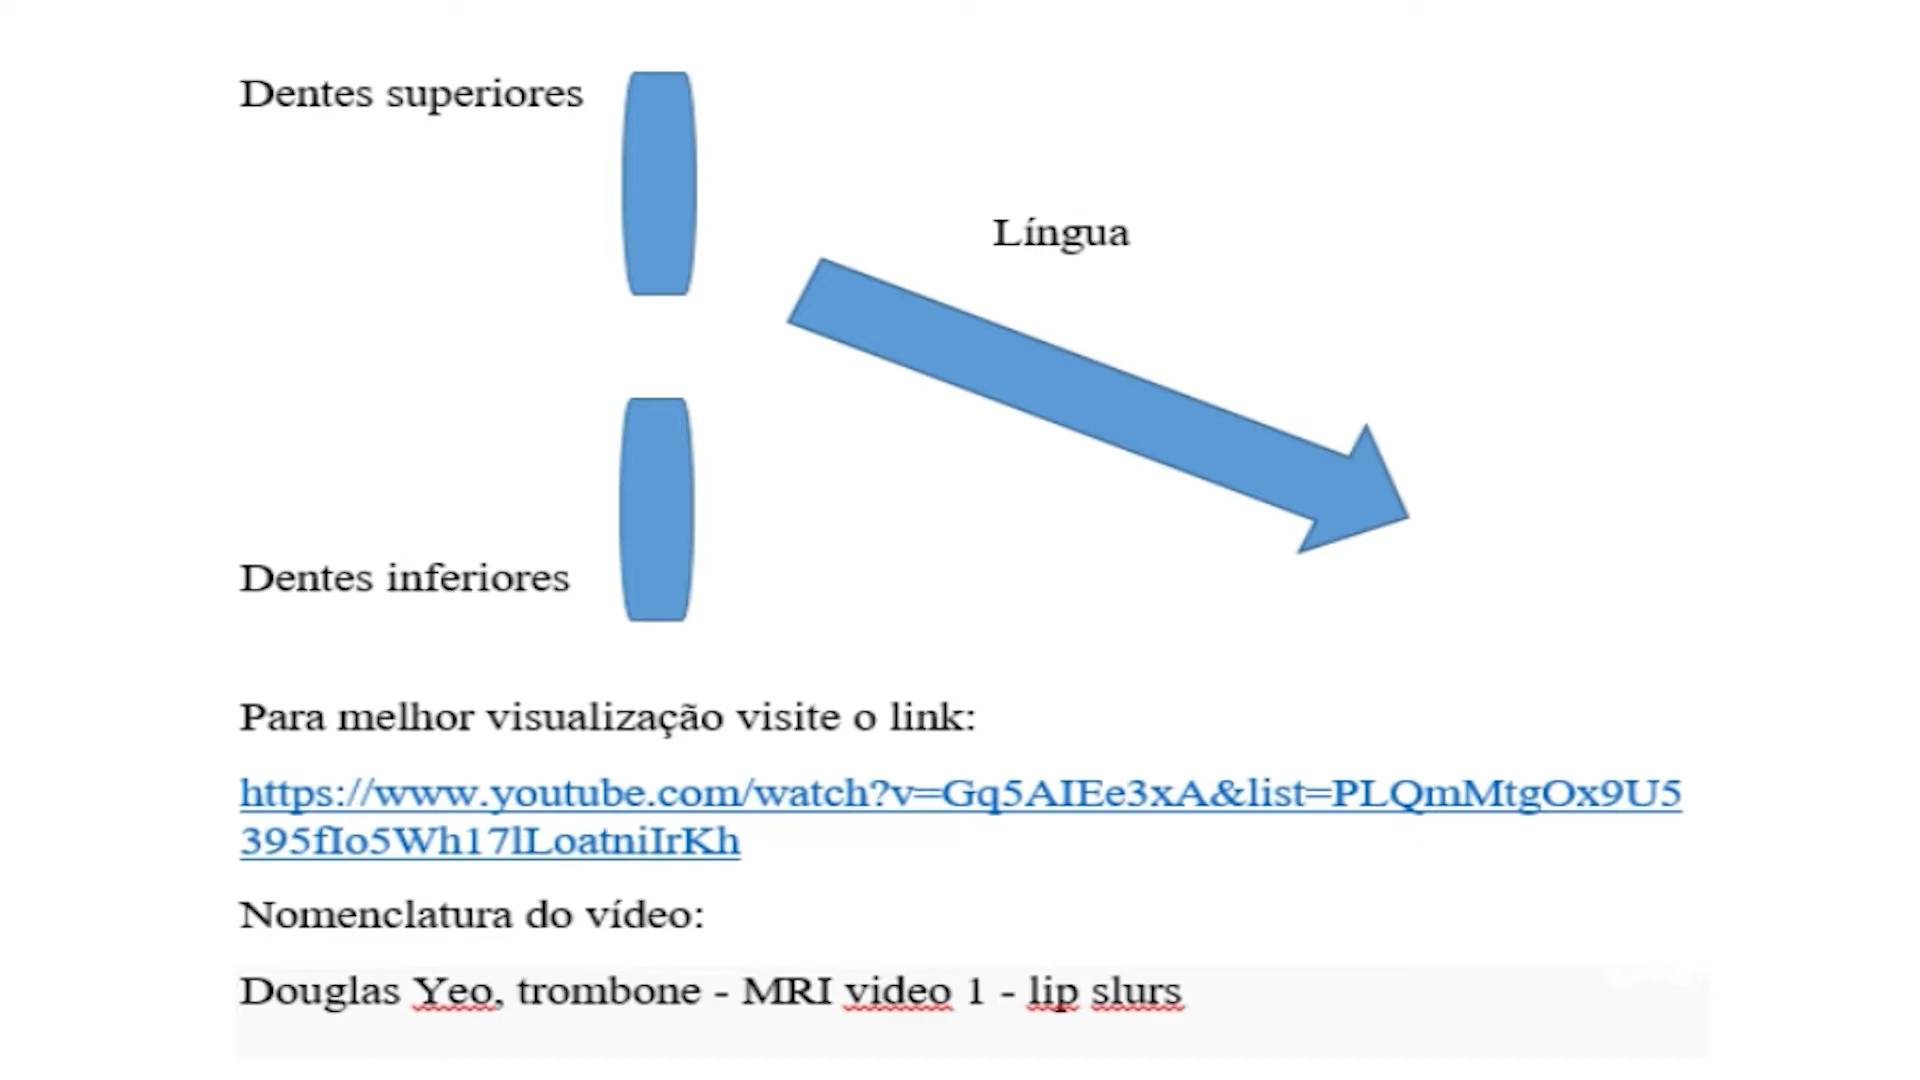 Dentes superiores
Língua
Dentes inferiores
Para melhor visualização visite o link:
https://www.youtube.com/watch?v=Gq5AIEe3xA&list=PLQmMtgOx9U5
395fIo5Wh17lLoatniIrKh
Nomenclatura do vídeo:
Douglas Yeo, trombone - MRI video 1 - lip slurs